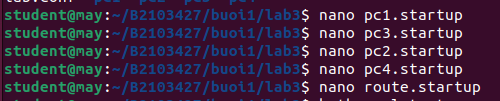 student@may:~/B2103427/buoi1/lab3$ nano pc1.startup
student@may:~/B2103427/buoi1/lab3$ nano pc3.startup
student@may:~/B2103427/buoi1/lab3$ nano pc2.startup
student@may:~/B2103427/buoi1/lab3$ nano pc4.startup
student@may:~/B2103427/buoi1/lab3$ nano route.startup